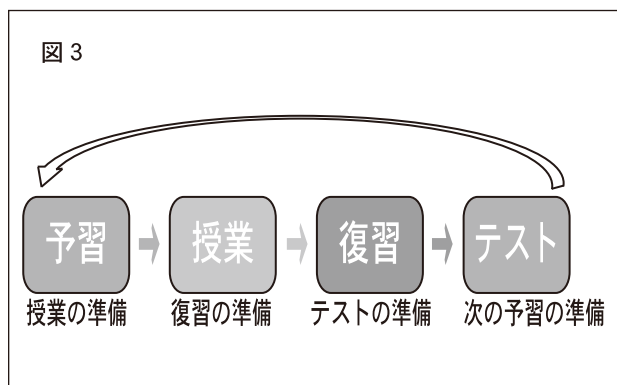 図 3
予習
授業
復習
テスト
授業の準備
復習の準備
テストの準備
次の予習の準備